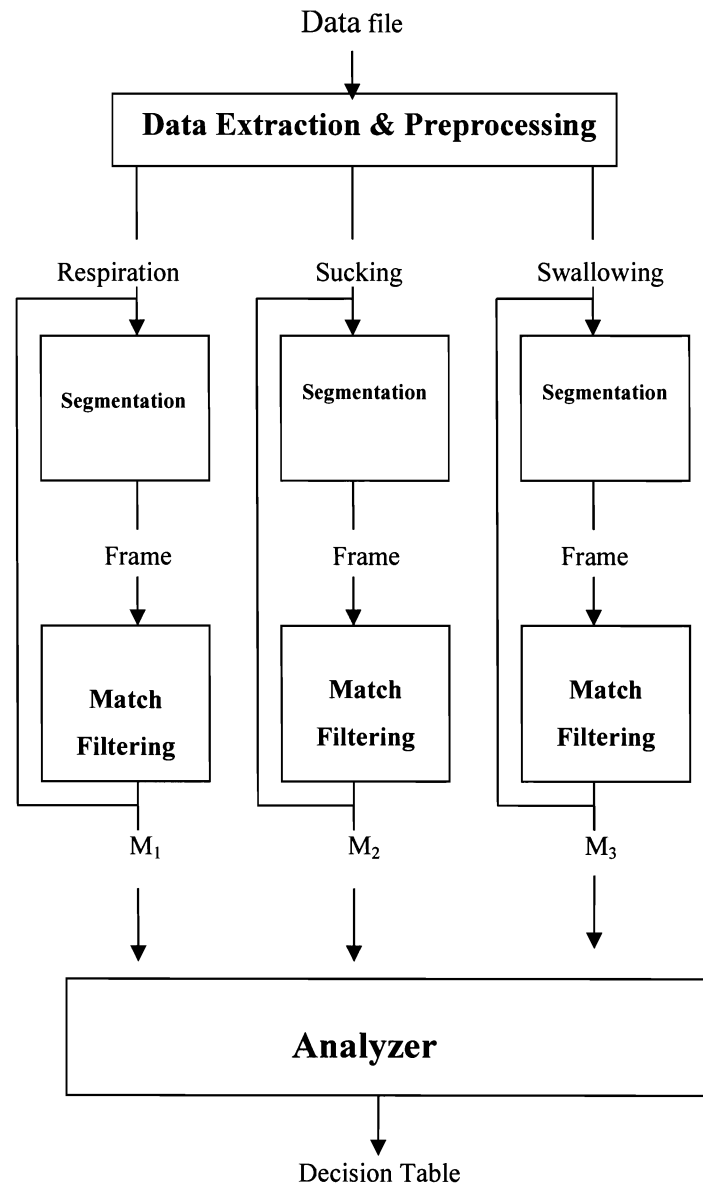 Data file
Data Extraction & Preprocessing
Respiration
Sucking
Swallowing
Segmentation
Segmentation
Segmentation
Frame
Frame
Frame
Match
Filtering
Match
Filtering
Match
Filtering
M₁
M₂
M₃
Analyzer
Decision Table